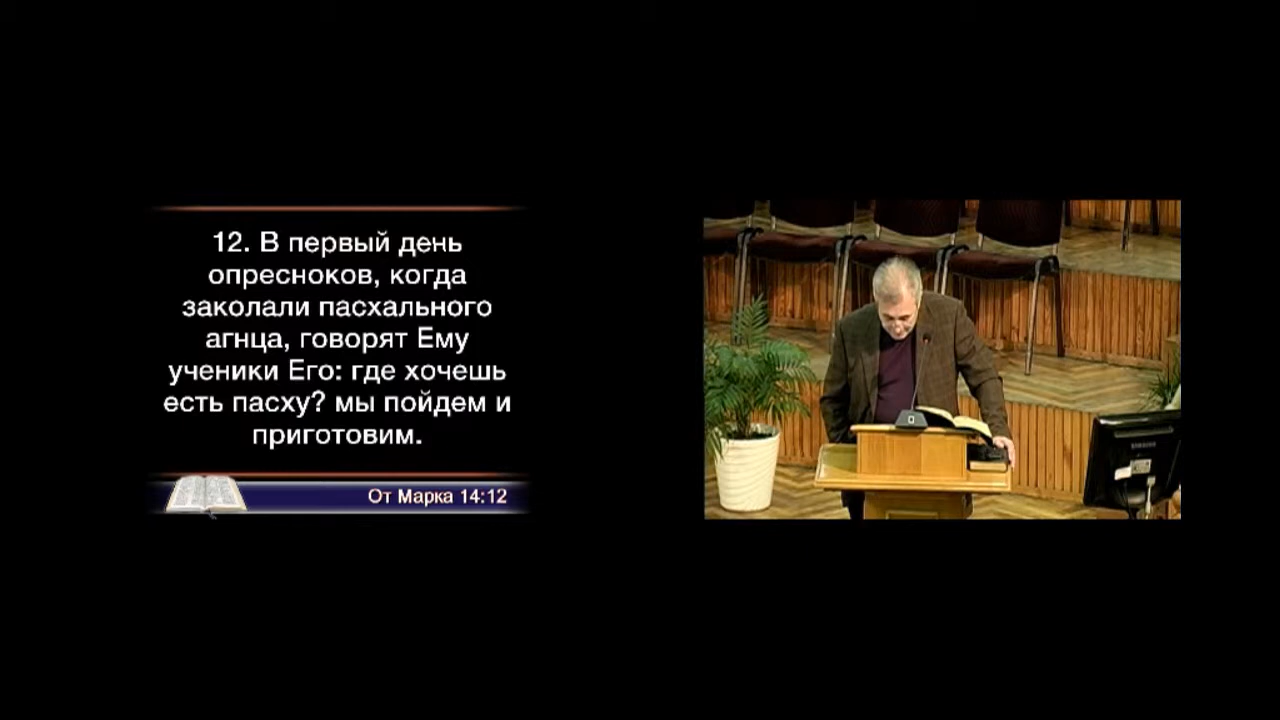 12. В первый день
опресноков, когда
заколали пасхального
агнца, говорят Ему
ученики Его: где хочешь
есть пасху? мы пойдем и
приготовим.
От Марка 14:12
SAMSUNG